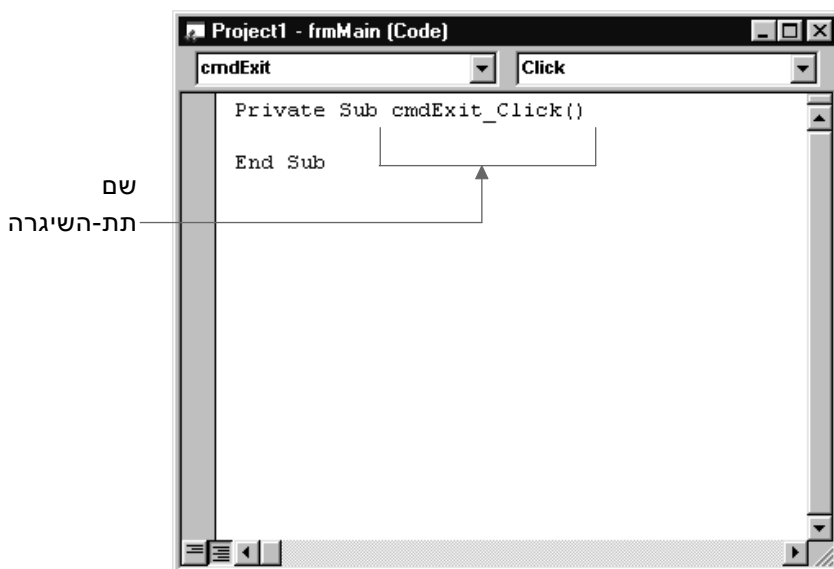 Project1 - frmMain (Code)
cmdExit
Click
Private Sub cmdExit_Click()
End Sub
שם
תת-השיגרה